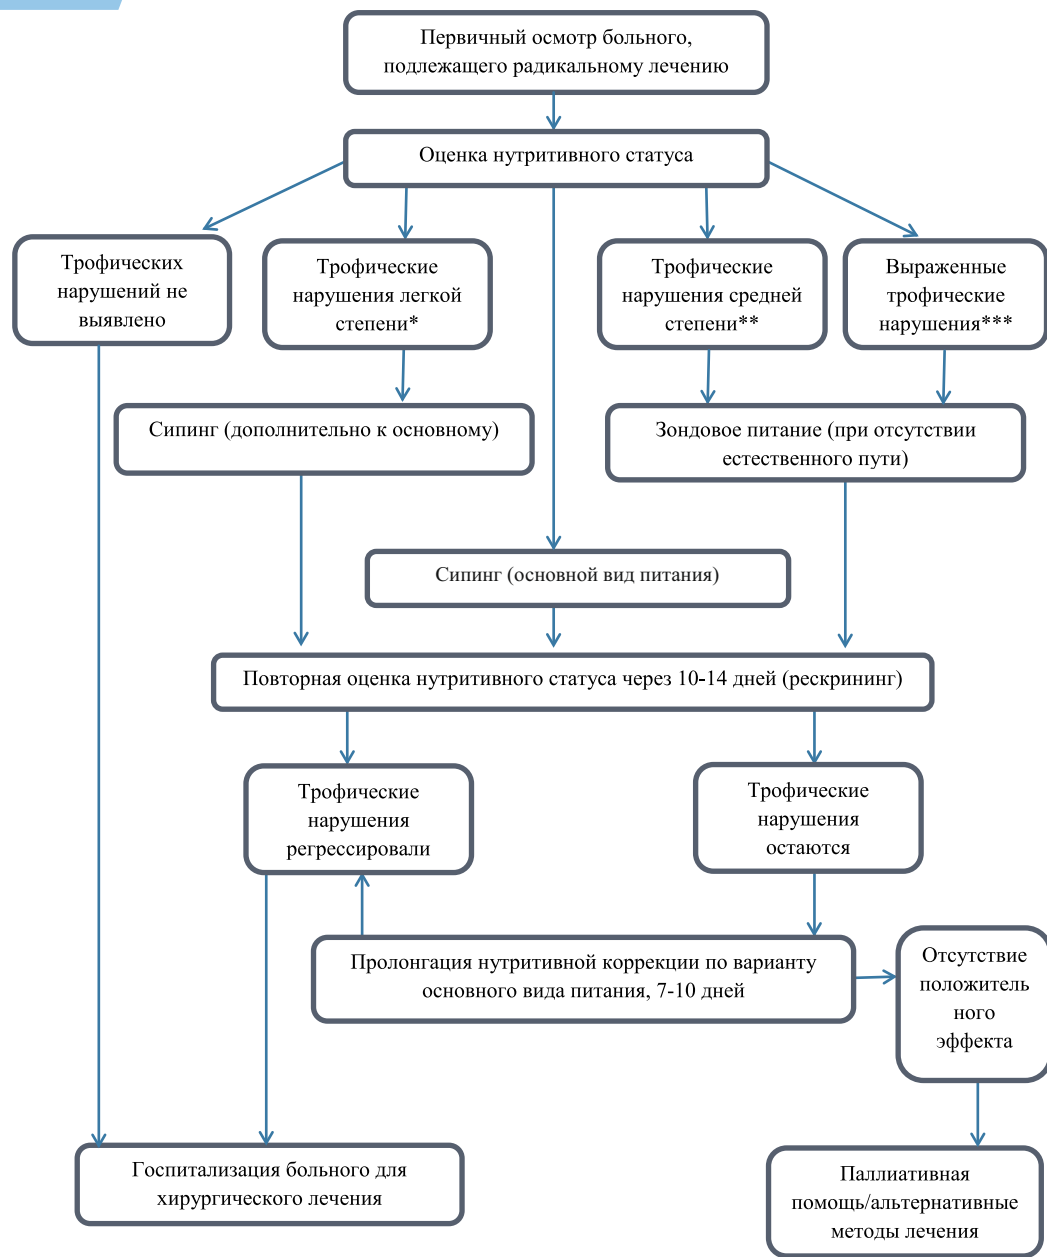 Первичный осмотр больного,
подлежащего радикальному лечению
Оценка нутритивного статуса
Трофических
нарушений не
выявлено
Трофические
нарушения легкой
степени*
Трофические
нарушения средней
степени**
Выраженные
трофические
нарушения***
Сипинг (дополнительно к основному)
Зондовое питание (при отсутствии
естественного пути)
Сипинг (основной вид питания)
Повторная оценка нутритивного статуса через 10-14 дней (рескрининг)
Трофические
нарушения
регрессировали
Трофические
нарушения
остаются
Пролонгация нутритивной коррекции по варианту
основного вида питания, 7-10 дней
Отсутствие
положитель
ного
эффекта
Госпитализация больного для
хирургического лечения
Паллиативная
помощь/альтернативные
методы лечения